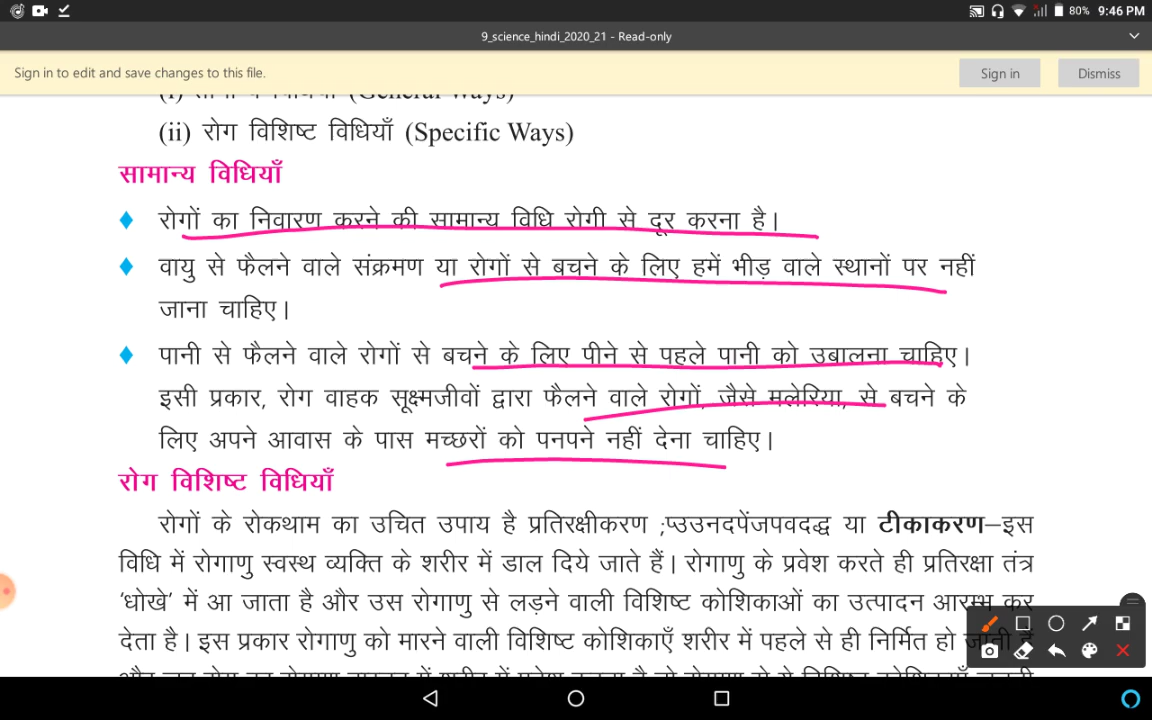 80% 9:46 PM
9_science_hindi_2020_21 - Read-only
Sign in to edit and save changes to this file.
Sign in
Dismiss
(General Ways)
(ii) रोग विशिष्ट विधियाँ (Specific Ways)
सामान्य विधियाँ
♦ रोगों का निवारण करने की सामान्य विधि रोगी से दूर करना है।
♦ वायु से फैलने वाले संक्रमण या रोगों से बचने के लिए हमें भीड़ वाले स्थानों पर नहीं
जाना चाहिए।
♦ पानी से फैलने वाले रोगों से बचने के लिए पीने से पहले पानी को उबालना चाहिए।
इसी प्रकार, रोग वाहक सूक्ष्मजीवों द्वारा फैलने वाले रोगों, जैसे मलेरिया, से बचने के
लिए अपने आवास के पास मच्छरों को पनपने नहीं देना चाहिए।
रोग विशिष्ट विधियाँ
रोगों के रोकथाम का उचित उपाय है प्रतिरक्षीकरण ;प्उउनदपेंजपवदद्ध या टीकाकरण–इस
विधि में रोगाणु स्वस्थ व्यक्ति के शरीर में डाल दिये जाते हैं। रोगाणु के प्रवेश करते ही प्रतिरक्षा तंत्र
‘धोखे’ में आ जाता है और उस रोगाणु से लड़ने वाली विशिष्ट कोशिकाओं का उत्पादन आरम्भ कर
देता है। इस प्रकार रोगाणु को मारने वाली विशिष्ट कोशिकाएँ शरीर में पहले से ही निर्मित हो जाती हैं